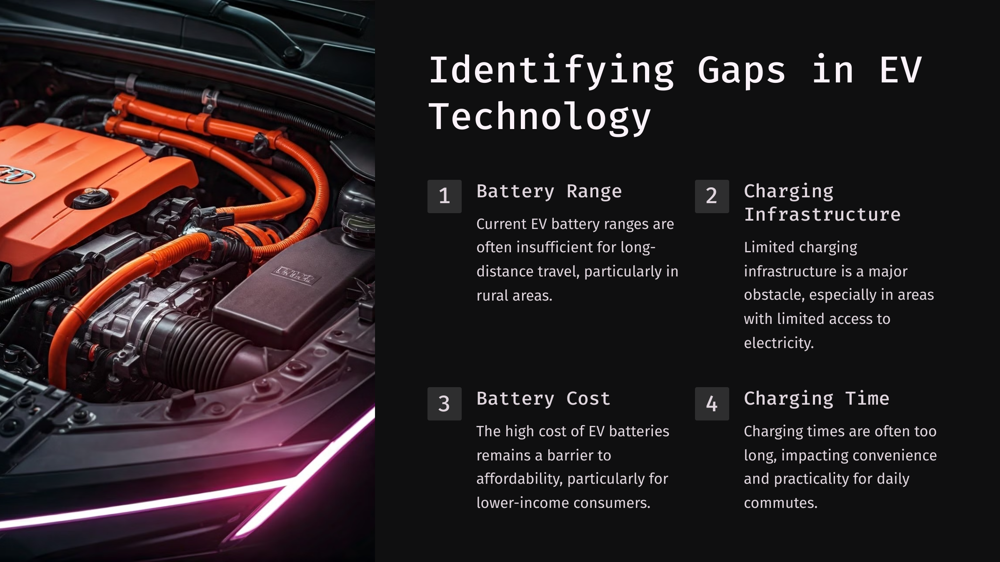 Identifying Gaps in EV
Technology
1
Battery Range
Current EV battery ranges are
often insufficient for long-
distance travel, particularly in
rural areas.
2
Charging
Infrastructure
Limited charging
infrastructure is a major
obstacle, especially in areas
with limited access to
electricity.
3
Battery Cost
The high cost of EV batteries
remains a barrier to
affordability, particularly for
lower-income consumers.
4
Charging Time
Charging times are often too
long, impacting convenience
and practicality for daily
commutes.